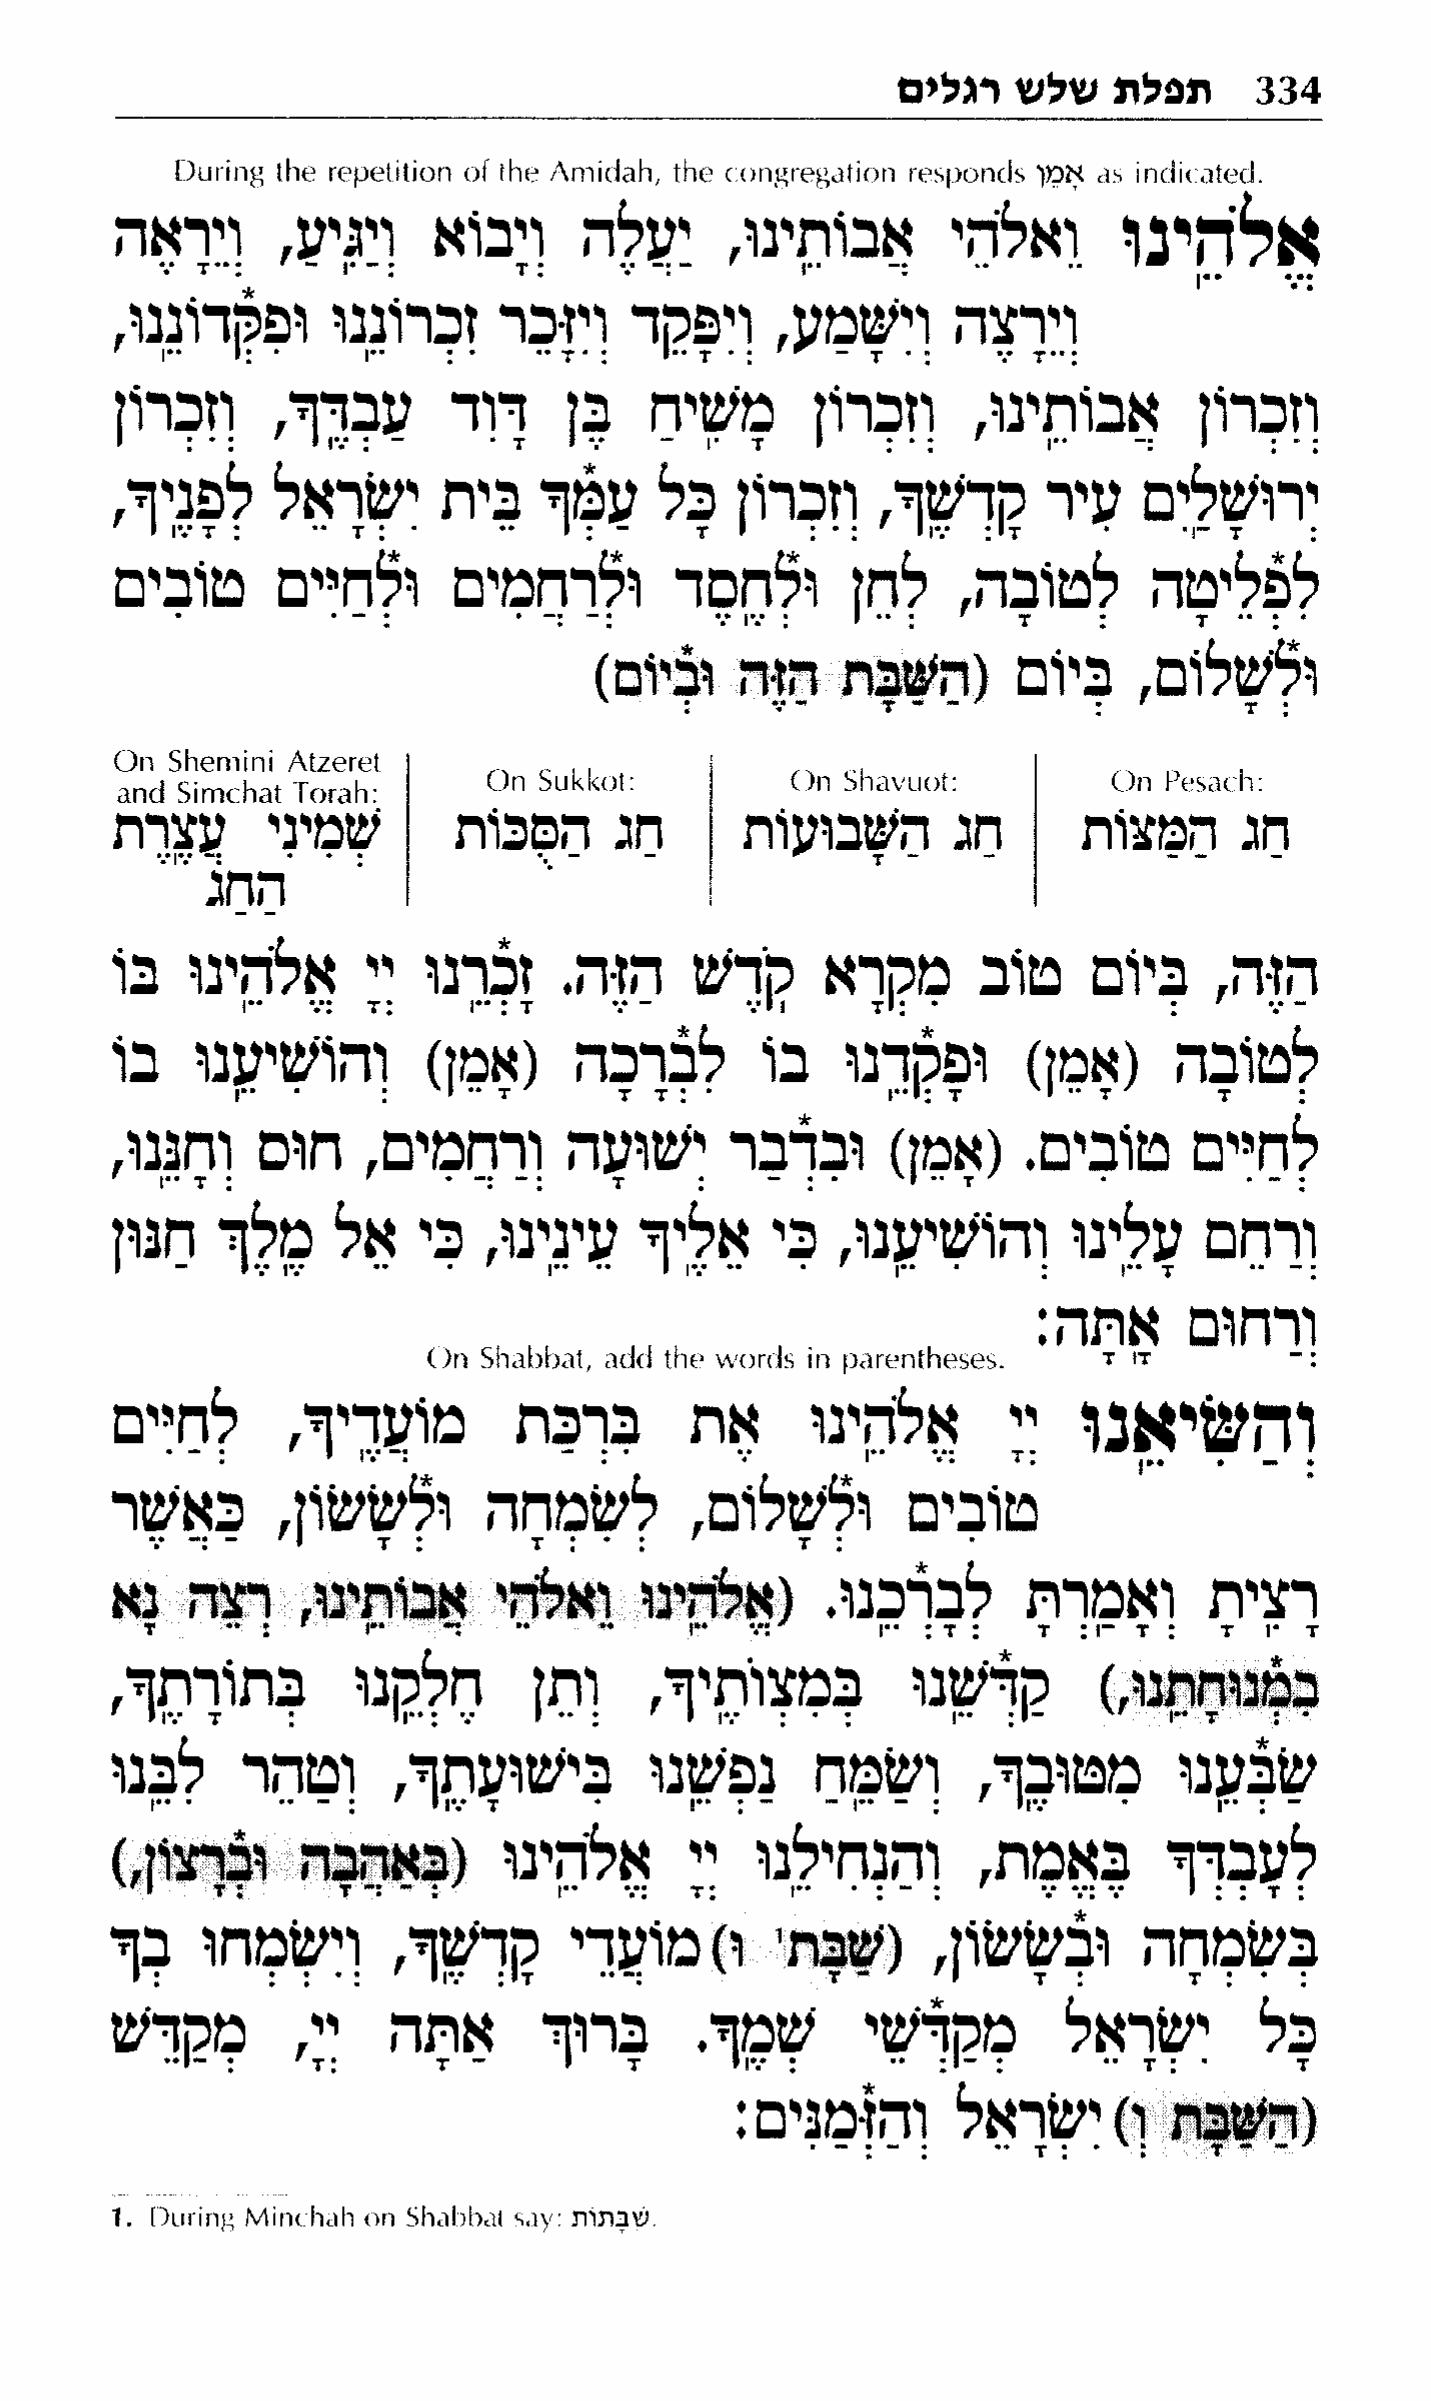 334 תפלת שלש רגלים
During the repetition of the Amidah, the congregation responds אָמֵן as indicated.
אֱלֹהֵֽינוּ וֵאלֹהֵי אֲבוֹתֵֽינוּ, יַעֲלֶה וְיָבוֹא וְיַגִּֽיעַ, וְיֵרָאֶה
וְיֵרָצֶה וְיִשָּׁמַע, וְיִפָּקֵד וְיִזָּכֵר זִכְרוֹנֵֽנוּ וּפִקְּ֯דוֹנֵֽנוּ,
וְזִכְרוֹן אֲבוֹתֵֽינוּ, וְזִכְרוֹן מָשִֽׁיחַ בֶּן דָּוִד עַבְדֶּֽךָ, וְזִכְרוֹן
יְרוּשָׁלַֽיִם עִיר קָדְשֶֽׁךָ, וְזִכְרוֹן כָּל עַמְּ֯ךָ בֵּית יִשְׂרָאֵל לְפָנֶֽיךָ,
לִפְ֯לֵיטָה לְטוֹבָה, לְחֵן וּלְ֯חֶֽסֶד וּלְ֯רַחֲמִים וּלְ֯חַיִּים טוֹבִים
וּלְ֯שָׁלוֹם, בְּיוֹם (הַשַּׁבָּת הַזֶּה וּבְ֯יוֹם)
On Pesach:
חַג הַמַּצּוֹת
On Shavuot:
חַג הַשָּׁבוּעוֹת
On Sukkot:
חַג הַסֻּכּוֹת
On Shemini Atzeret
and Simchat Torah:
שְׁמִינִי עֲצֶֽרֶת
הַחַג
הַזֶּה, בְּיוֹם טוֹב מִקְרָא קֹֽדֶשׁ הַזֶּה. זָכְ֯רֵֽנוּ יְיָ אֱלֹהֵֽינוּ בּוֹ
לְטוֹבָה (אָמֵן) וּפָקְ֯דֵֽנוּ בוֹ לִבְ֯רָכָה (אָמֵן) וְהוֹשִׁיעֵֽנוּ בוֹ
לְחַיִּים טוֹבִים. (אָמֵן) וּבִדְ֯בַר יְשׁוּעָה וְרַחֲמִים, חוּס וְחָנֵּֽנוּ,
וְרַחֵם עָלֵֽינוּ וְהוֹשִׁיעֵֽנוּ, כִּי אֵלֶֽיךָ עֵינֵֽינוּ, כִּי אֵל מֶֽלֶךְ חַנּוּן
וְרַחוּם אָֽתָּה:
On Shabbat, add the words in parentheses.
וְהַשִּׂיאֵֽנוּ יְיָ אֱלֹהֵֽינוּ אֶת בִּרְכַּת מוֹעֲדֶֽיךָ, לְחַיִּים
טוֹבִים וּלְ֯שָׁלוֹם, לְשִׂמְחָה וּלְ֯שָׂשׂוֹן, כַּאֲשֶׁר
רָצִֽיתָ וְאָמַֽרְתָּ לְבָרְ֯כֵֽנוּ. (אֱלֹהֵֽינוּ וֵאלֹהֵי אֲבוֹתֵֽינוּ, רְצֵה נָא
בִמְ֯נוּחָתֵֽנוּ,) קַדְּ֯שֵֽׁנוּ בְּמִצְוֹתֶֽיךָ, וְתֵן חֶלְקֵֽנוּ בְּתוֹרָתֶֽךָ,
שַׂבְּ֯עֵֽנוּ מִטּוּבֶֽךָ, וְשַׂמֵּֽחַ נַפְשֵֽׁנוּ בִּישׁוּעָתֶֽךָ, וְטַהֵר לִבֵּֽנוּ
לְעָבְדְּךָ בֶּאֱמֶת, וְהַנְחִילֵֽנוּ יְיָ אֱלֹהֵֽינוּ (בְּאַהֲבָה וּבְ֯רָצוֹן,)
בְּשִׂמְחָה וּבְ֯שָׂשׂוֹן, (שַׁבָּת¹ וּ) מוֹעֲדֵי קָדְשֶֽׁךָ, וְיִשְׂמְחוּ בְךָ
כָּל יִשְׂרָאֵל מְקַדְּ֯שֵׁי שְׁמֶֽךָ. בָּרוּךְ אַתָּה יְיָ, מְקַדֵּשׁ
(הַשַּׁבָּת וְ) יִשְׂרָאֵל וְהַזְּ֯מַנִּים:
1. During Minchah on Shabbat say: שַׁבְּתוֹת.